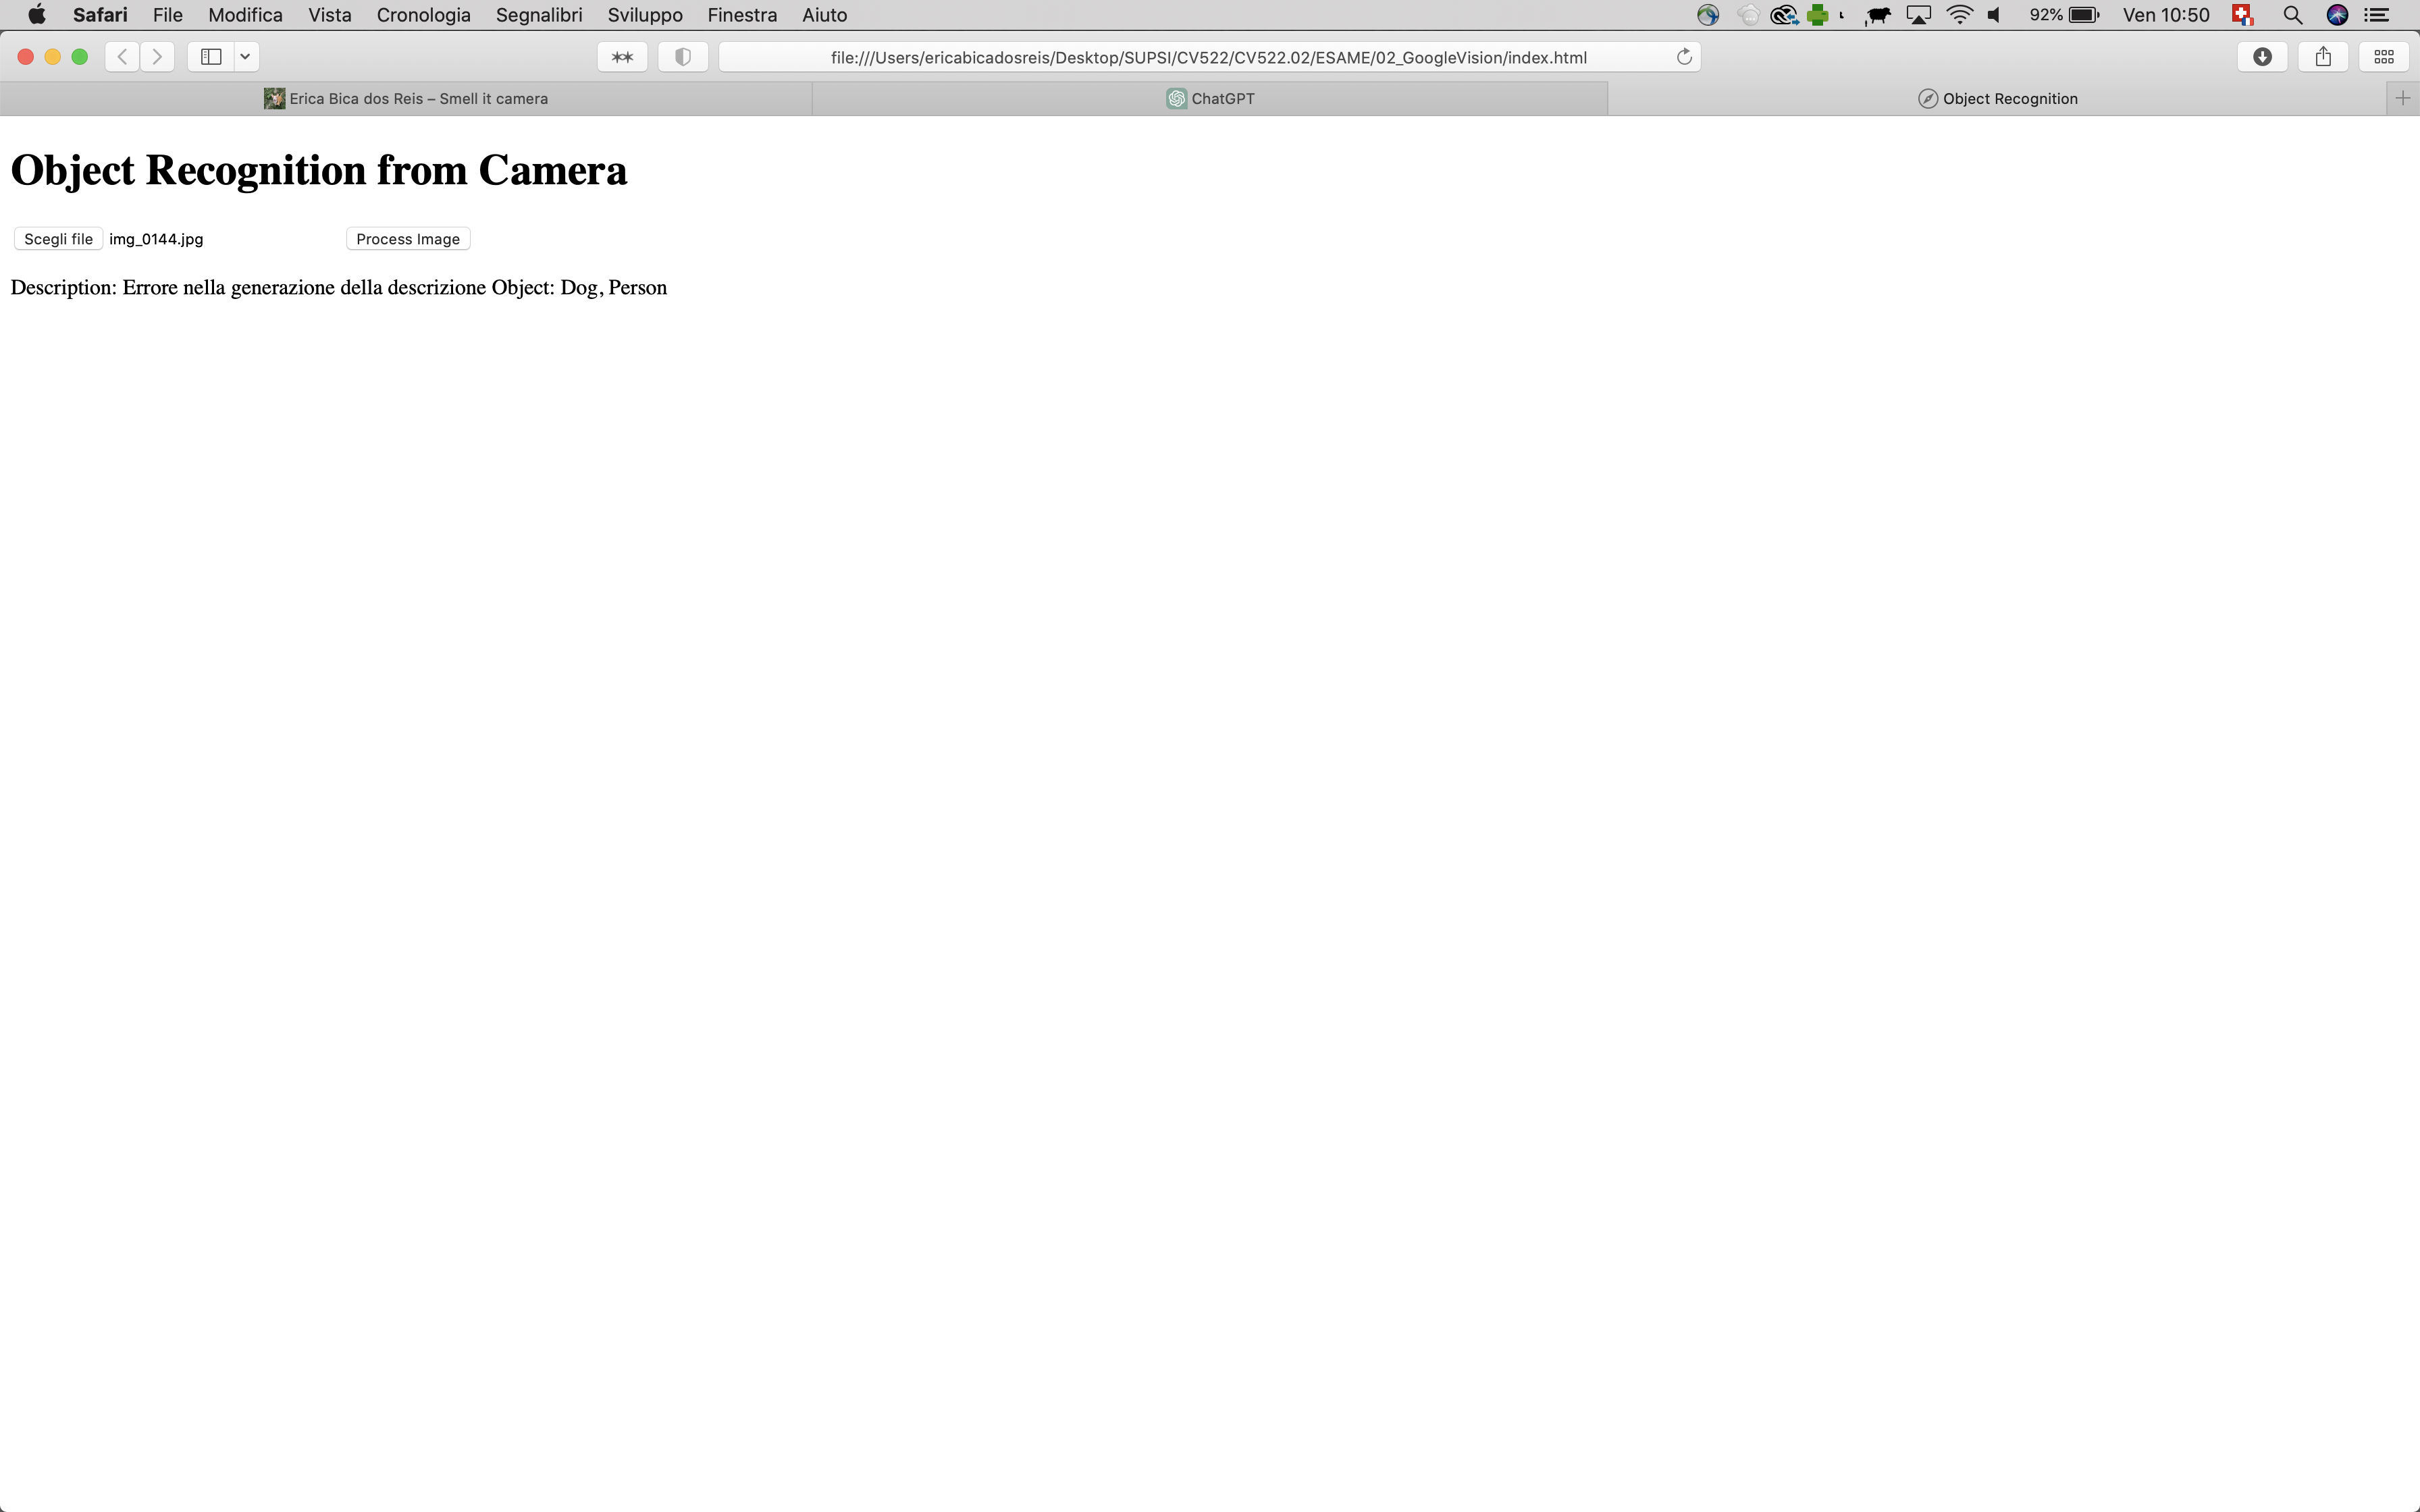 Safari File Modifica Vista Cronologia Segnalibri Sviluppo Finestra Aiuto 92% Ven 10:50
file:///Users/ericabicadosreis/Desktop/SUPSI/CV522/CV522.02/ESAME/02_GoogleVision/index.html
Erica Bica dos Reis – Smell it camera ChatGPT Object Recognition
Object Recognition from Camera
Scegli file img_0144.jpg Process Image
Description: Errore nella generazione della descrizione Object: Dog, Person